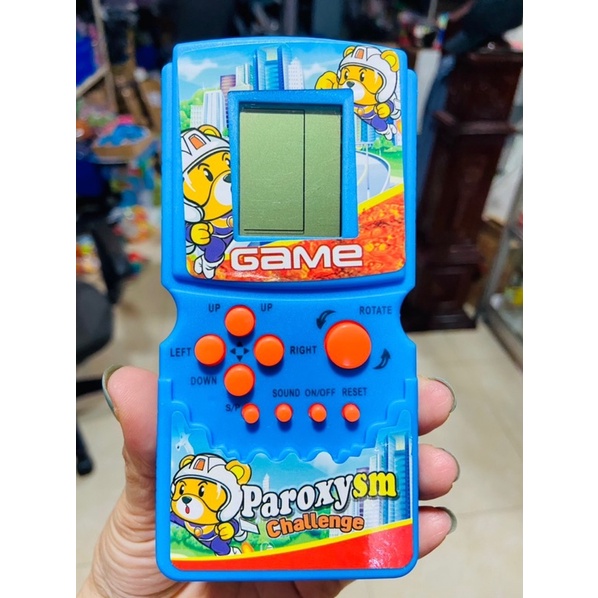 GAME
UP UP
ROTATE
LEFT RIGHT
DOWN
SOUND ON/OFF RESET
S/P
Paroxysm
Challenge